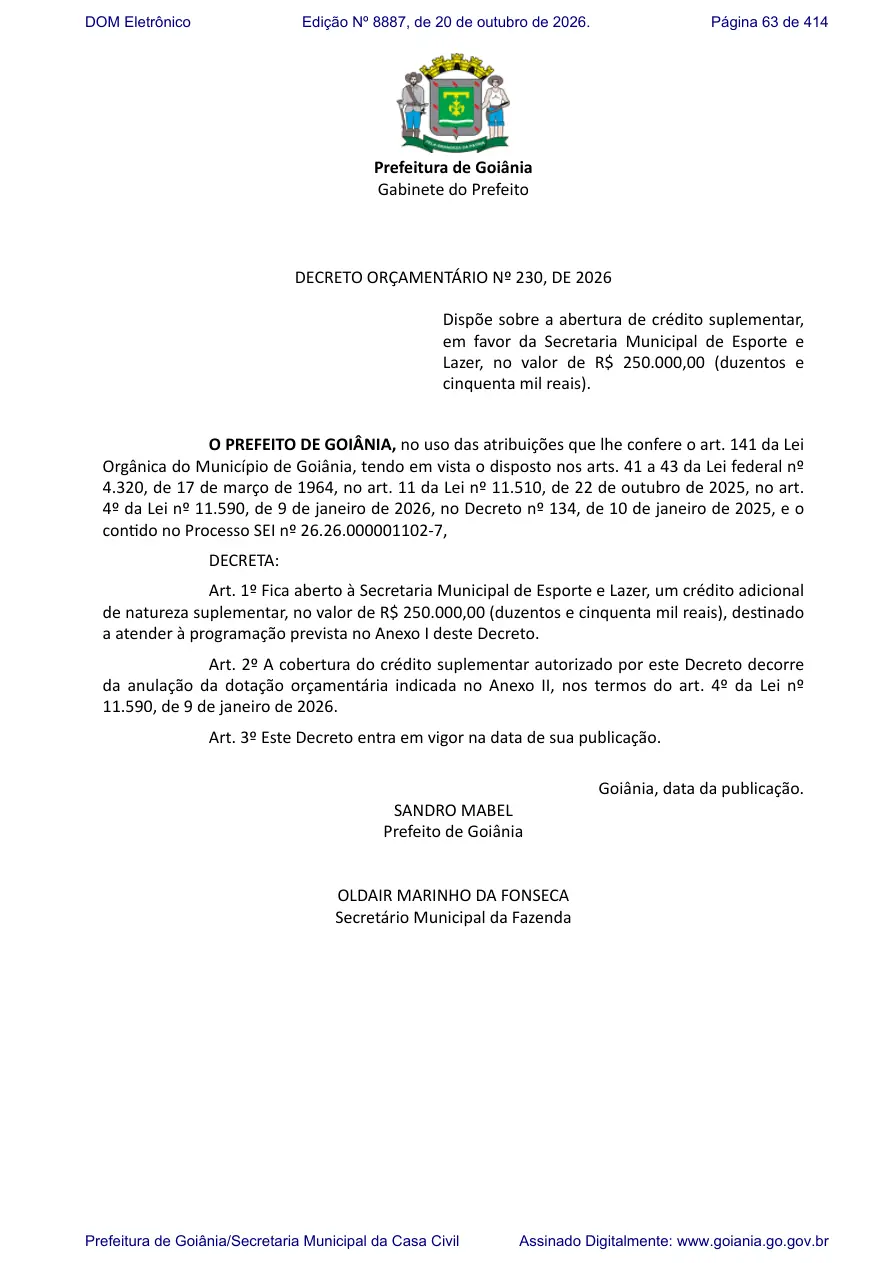 DOM Eletrônico Edição Nº 8887, de 20 de outubro de 2026. Página 63 de 414
PELA GRANDEZA DA PÁTRIA
Prefeitura de Goiânia
Gabinete do Prefeito
DECRETO ORÇAMENTÁRIO Nº 230, DE 2026
Dispõe sobre a abertura de crédito suplementar,
em favor da Secretaria Municipal de Esporte e
Lazer, no valor de R$ 250.000,00 (duzentos e
cinquenta mil reais).
O PREFEITO DE GOIÂNIA, no uso das atribuições que lhe confere o art. 141 da Lei
Orgânica do Município de Goiânia, tendo em vista o disposto nos arts. 41 a 43 da Lei federal nº
4.320, de 17 de março de 1964, no art. 11 da Lei nº 11.510, de 22 de outubro de 2025, no art.
4º da Lei nº 11.590, de 9 de janeiro de 2026, no Decreto nº 134, de 10 de janeiro de 2025, e o
contido no Processo SEI nº 26.26.000001102-7,
DECRETA:
Art. 1º Fica aberto à Secretaria Municipal de Esporte e Lazer, um crédito adicional
de natureza suplementar, no valor de R$ 250.000,00 (duzentos e cinquenta mil reais), destinado
a atender à programação prevista no Anexo I deste Decreto.
Art. 2º A cobertura do crédito suplementar autorizado por este Decreto decorre
da anulação da dotação orçamentária indicada no Anexo II, nos termos do art. 4º da Lei nº
11.590, de 9 de janeiro de 2026.
Art. 3º Este Decreto entra em vigor na data de sua publicação.
Goiânia, data da publicação.
SANDRO MABEL
Prefeito de Goiânia
OLDAIR MARINHO DA FONSECA
Secretário Municipal da Fazenda
Prefeitura de Goiânia/Secretaria Municipal da Casa Civil Assinado Digitalmente: www.goiania.go.gov.br